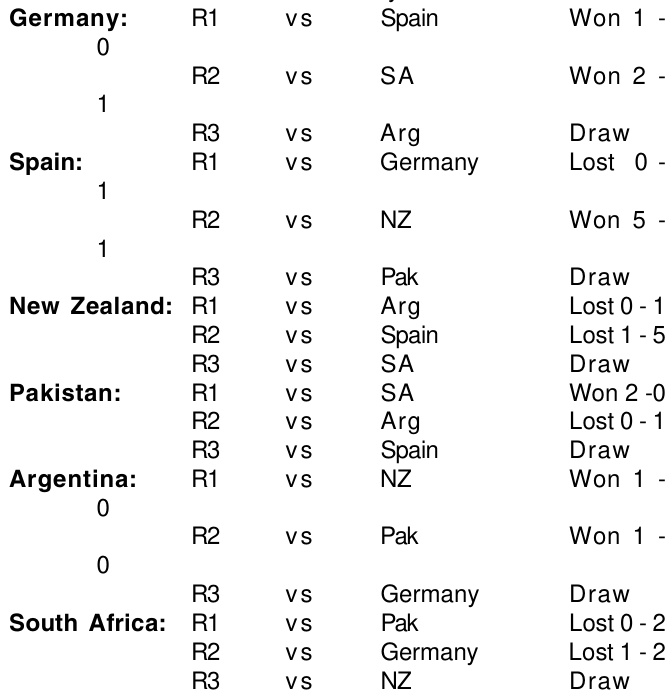 Germany: R1 vs Spain Won 1 -
0
R2 vs SA Won 2 -
1
R3 vs Arg Draw
Spain: R1 vs Germany Lost 0 -
1
R2 vs NZ Won 5 -
1
R3 vs Pak Draw
New Zealand: R1 vs Arg Lost 0 - 1
R2 vs Spain Lost 1 - 5
R3 vs SA Draw
Pakistan: R1 vs SA Won 2 -0
R2 vs Arg Lost 0 - 1
R3 vs Spain Draw
Argentina: R1 vs NZ Won 1 -
0
R2 vs Pak Won 1 -
0
R3 vs Germany Draw
South Africa: R1 vs Pak Lost 0 - 2
R2 vs Germany Lost 1 - 2
R3 vs NZ Draw